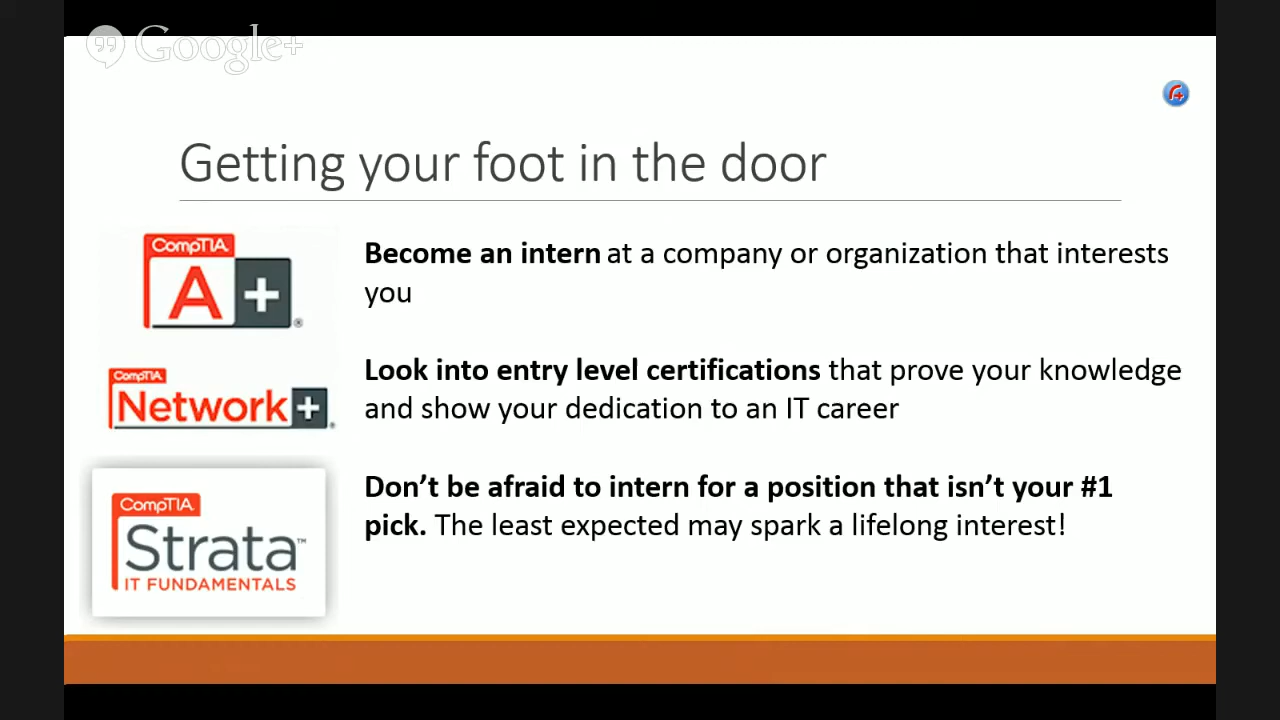 Google+
Getting your foot in the door
CompTIA
A+
®
Become an intern at a company or organization that interests
you
CompTIA
Network+
®
Look into entry level certifications that prove your knowledge
and show your dedication to an IT career
CompTIA
Strata™
IT FUNDAMENTALS
Don’t be afraid to intern for a position that isn’t your #1
pick. The least expected may spark a lifelong interest!